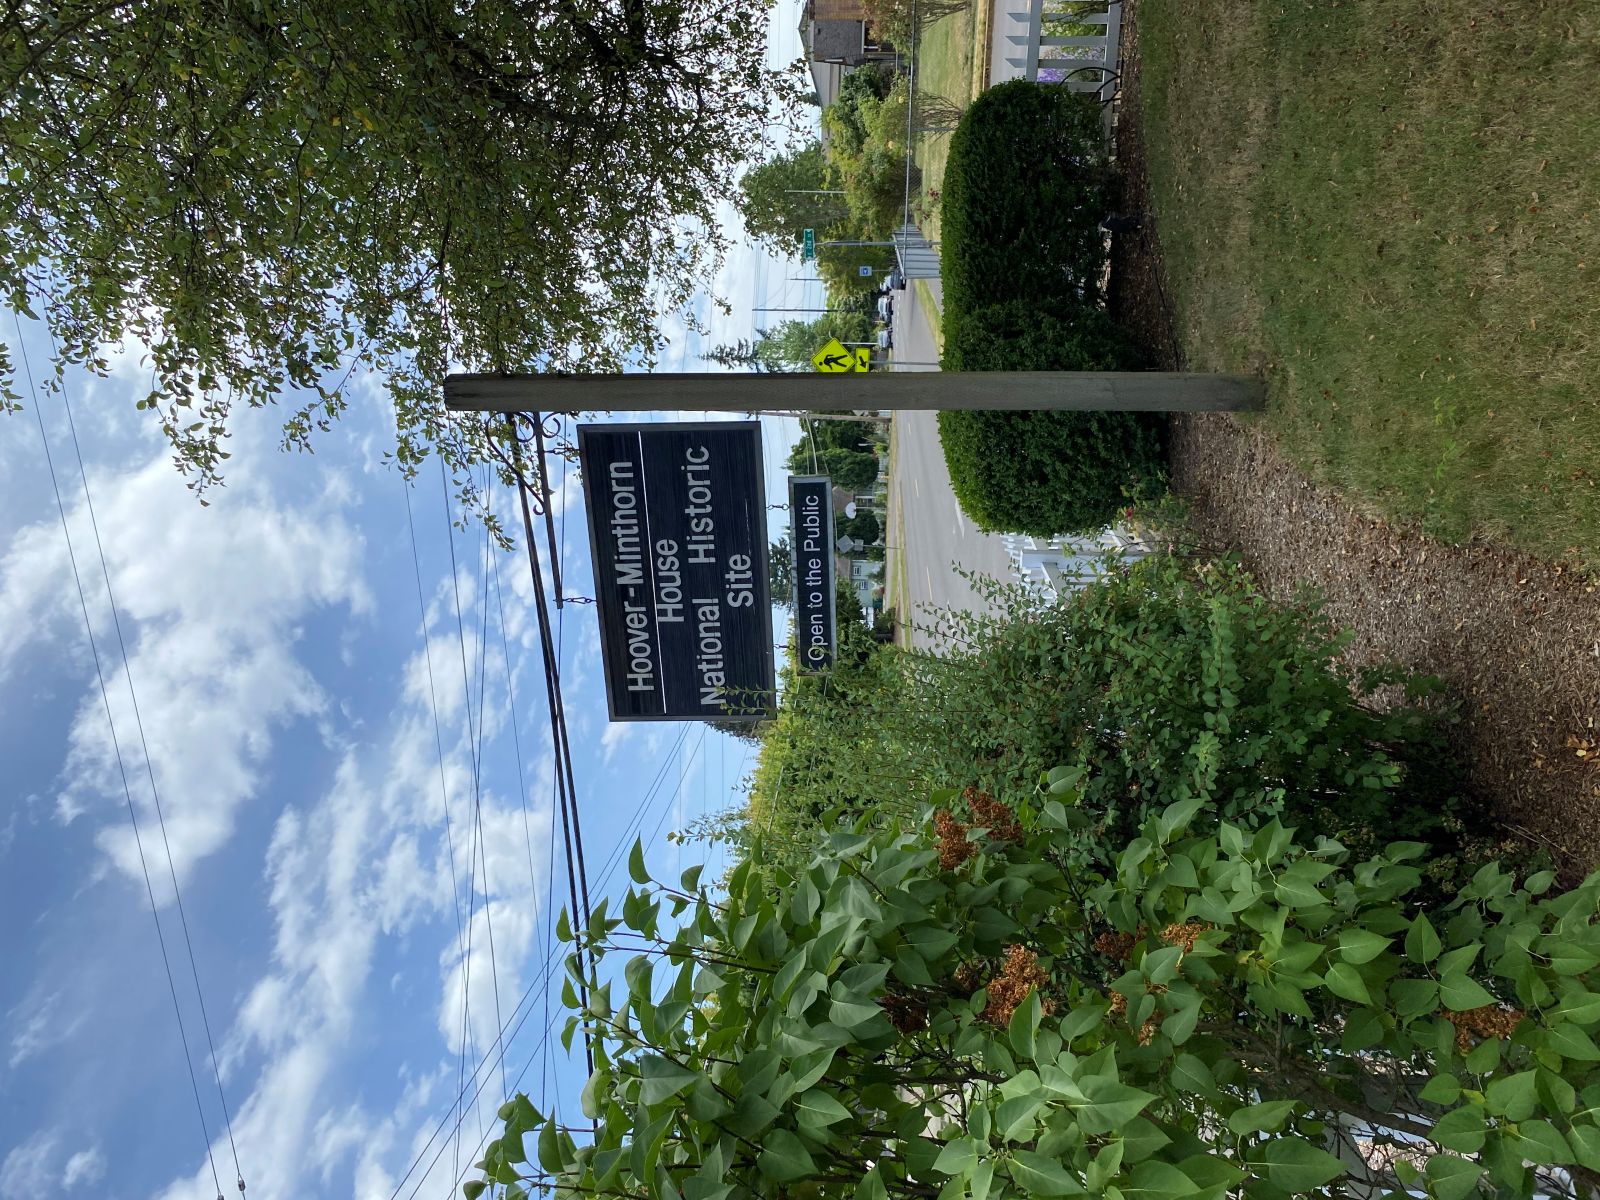 Hoover-Minthorn
House
National Historic
Site
Open to the Public